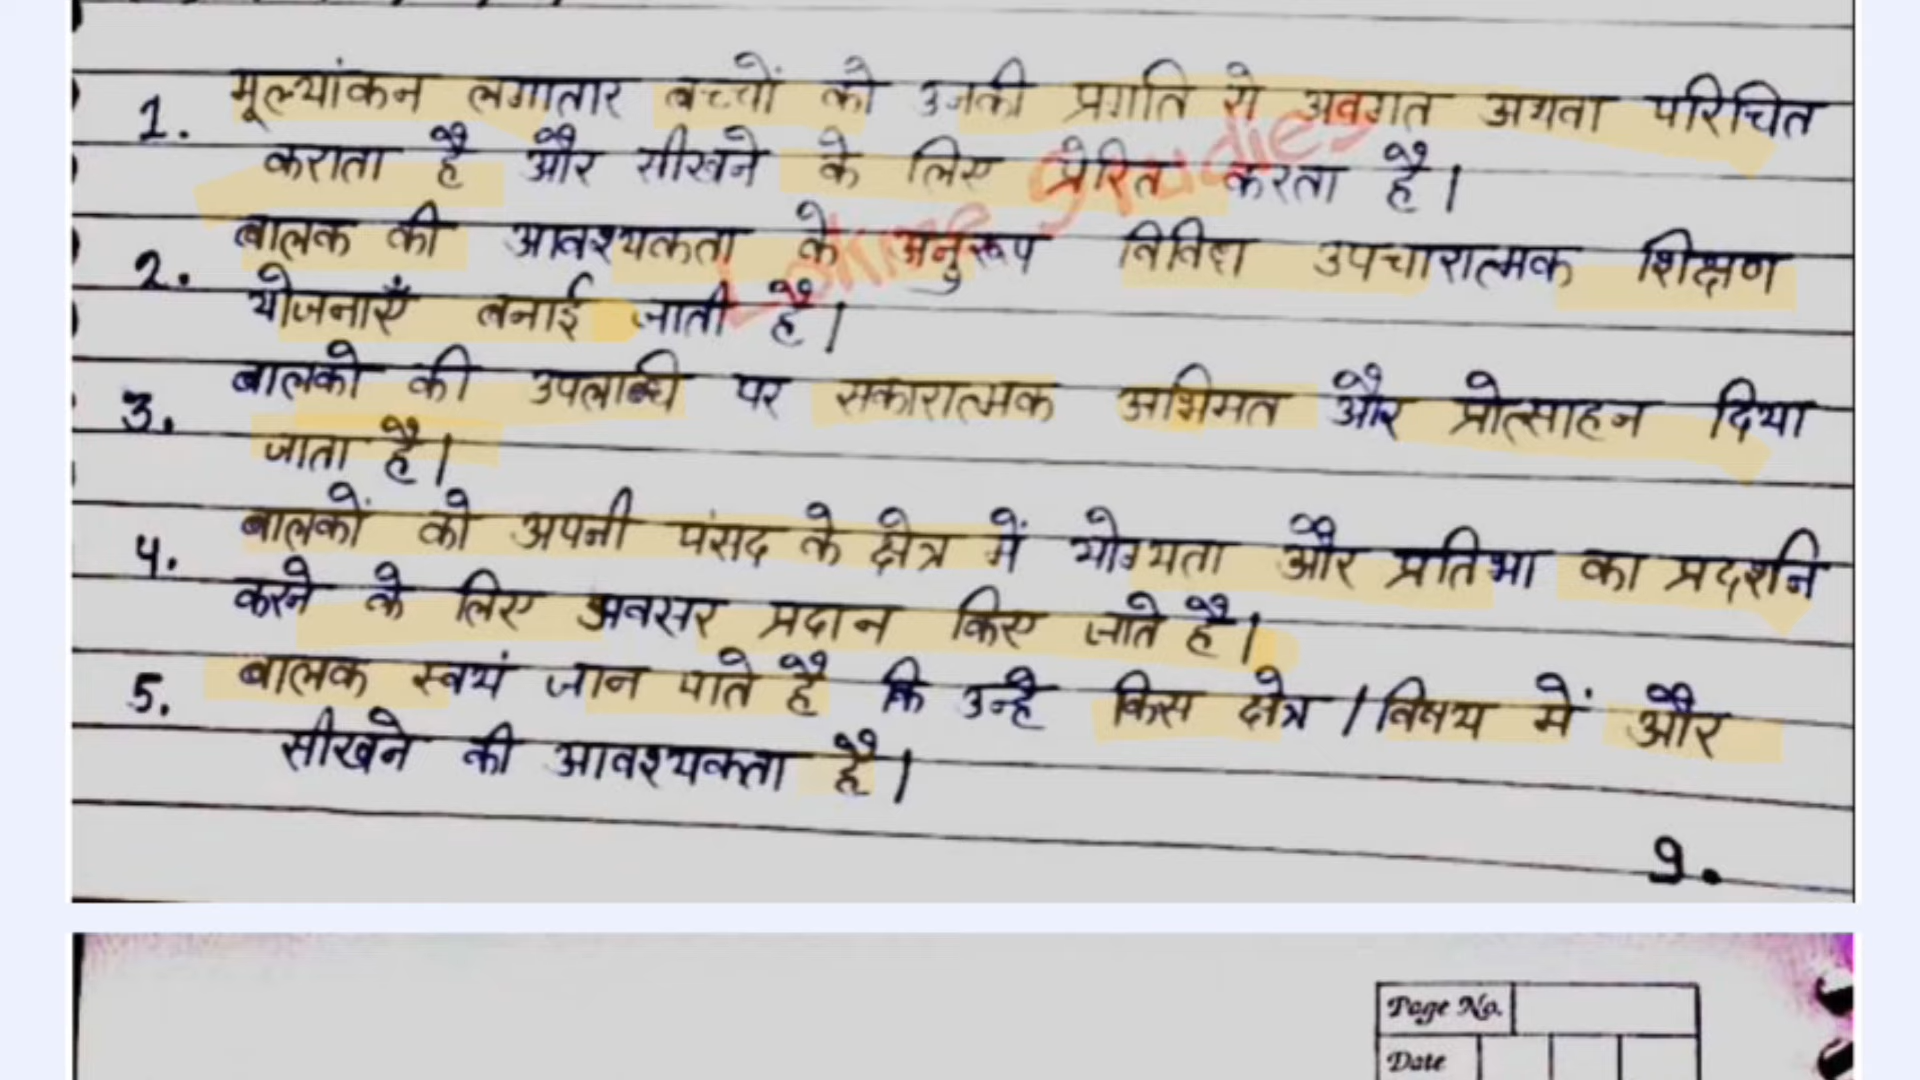 1. मूल्यांकन लगातार बच्चों को उनकी प्रगति से अवगत अथवा परिचित
कराता है और सीखने के लिए प्रेरित करता है।
2. बालक की आवश्यकता के अनुरूप विविध उपचारात्मक शिक्षण
योजनाएँ बनाई जाती है।
3. बालको की उपलब्धि पर सकारात्मक अभिमत और प्रोत्साहन दिया
जाता है।
4. बालकों को अपनी पंसद के क्षेत्र में योग्यता और प्रतिभा का प्रदर्शन
करने के लिए अवसर प्रदान किए जाते है।
5. बालक स्वयं जान पाते है कि उन्हे किस क्षेत्र / विषय में और
सीखने की आवश्यकता है।
9.
Page No.
Date